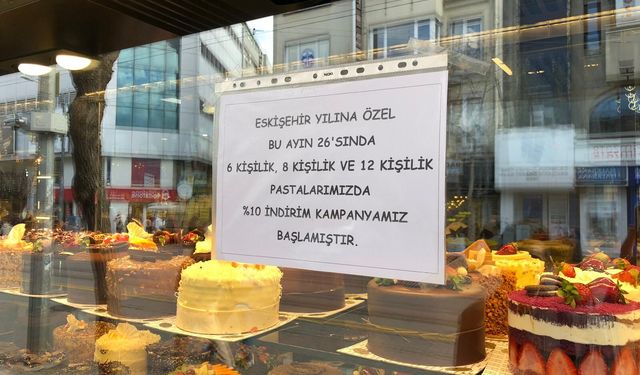 ESKİŞEHİR YILINA ÖZEL
BU AYIN 26'SINDA
6 KİŞİLİK, 8 KİŞİLİK VE 12 KİŞİLİK
PASTALARIMIZDA
%10 İNDİRİM KAMPANYAMIZ
BAŞLAMIŞTIR.